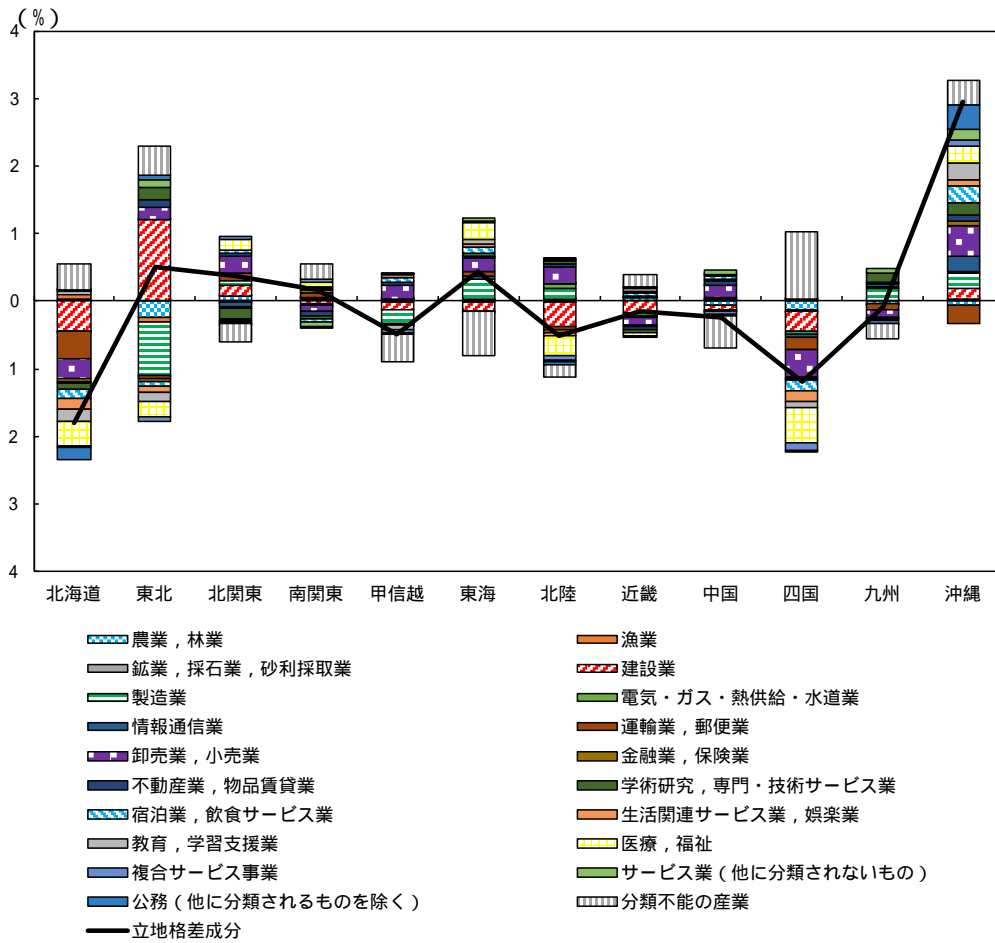 (%)
4
3
2
1
0
1
2
3
4
北海道 東北 北関東 南関東 甲信越 東海 北陸 近畿 中国 四国 九州 沖縄
農業，林業 漁業
鉱業，採石業，砂利採取業 建設業
製造業 電気・ガス・熱供給・水道業
情報通信業 運輸業，郵便業
卸売業，小売業 金融業，保険業
不動産業，物品賃貸業 学術研究，専門・技術サービス業
宿泊業，飲食サービス業 生活関連サービス業，娯楽業
教育，学習支援業 医療，福祉
複合サービス事業 サービス業（他に分類されないもの）
公務（他に分類されるものを除く） 分類不能の産業
立地格差成分